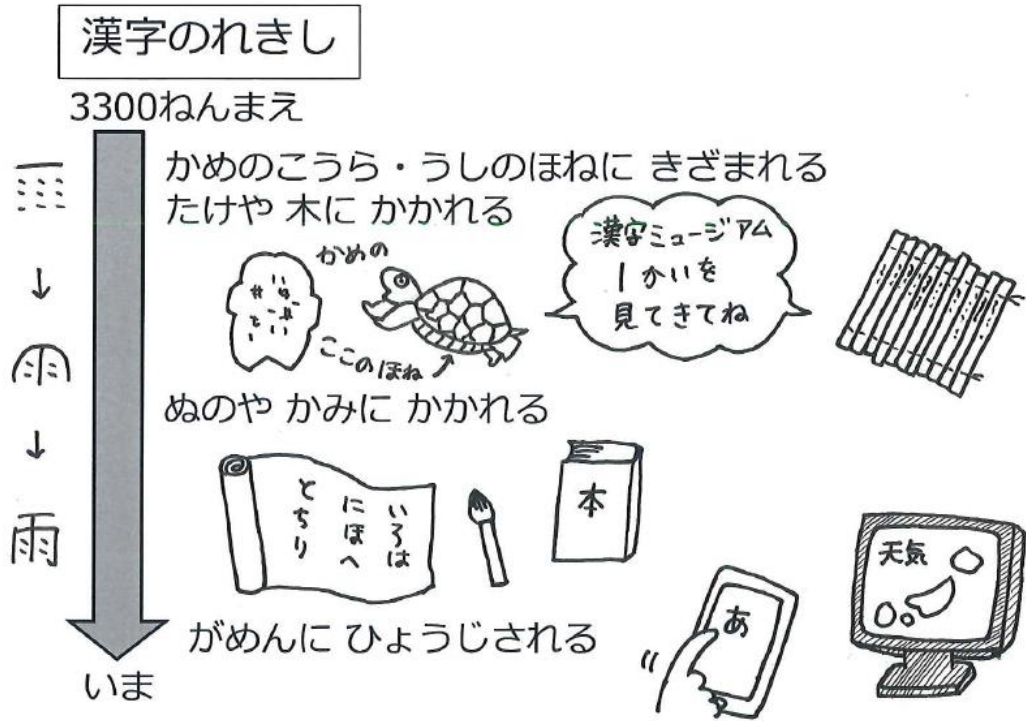 漢字のれきし
3300ねんまえ
かめのこうら・うしのほねに きざまれる
たけや 木に かかれる
かめの
ここのほね
漢字ミュージアム
1かいを
見てきてね
ぬのや かみに かかれる
雨
いろは
にほへ
とちり
本
天気
あ
がめんに ひょうじされる
いま